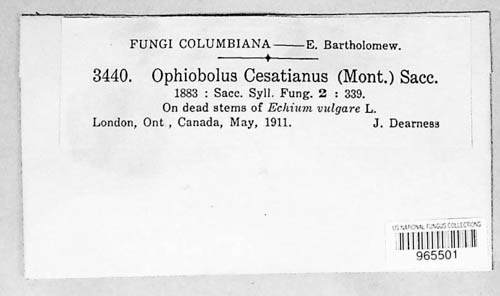 FUNGI COLUMBIANA — E. Bartholomew.
3440. Ophiobolus Cesatianus (Mont.) Sacc.
1883 : Sacc. Syll. Fung. 2 : 339.
On dead stems of Echium vulgare L.
London, Ont., Canada, May, 1911. J. Dearness
US NATIONAL FUNGUS COLLECTIONS
965501